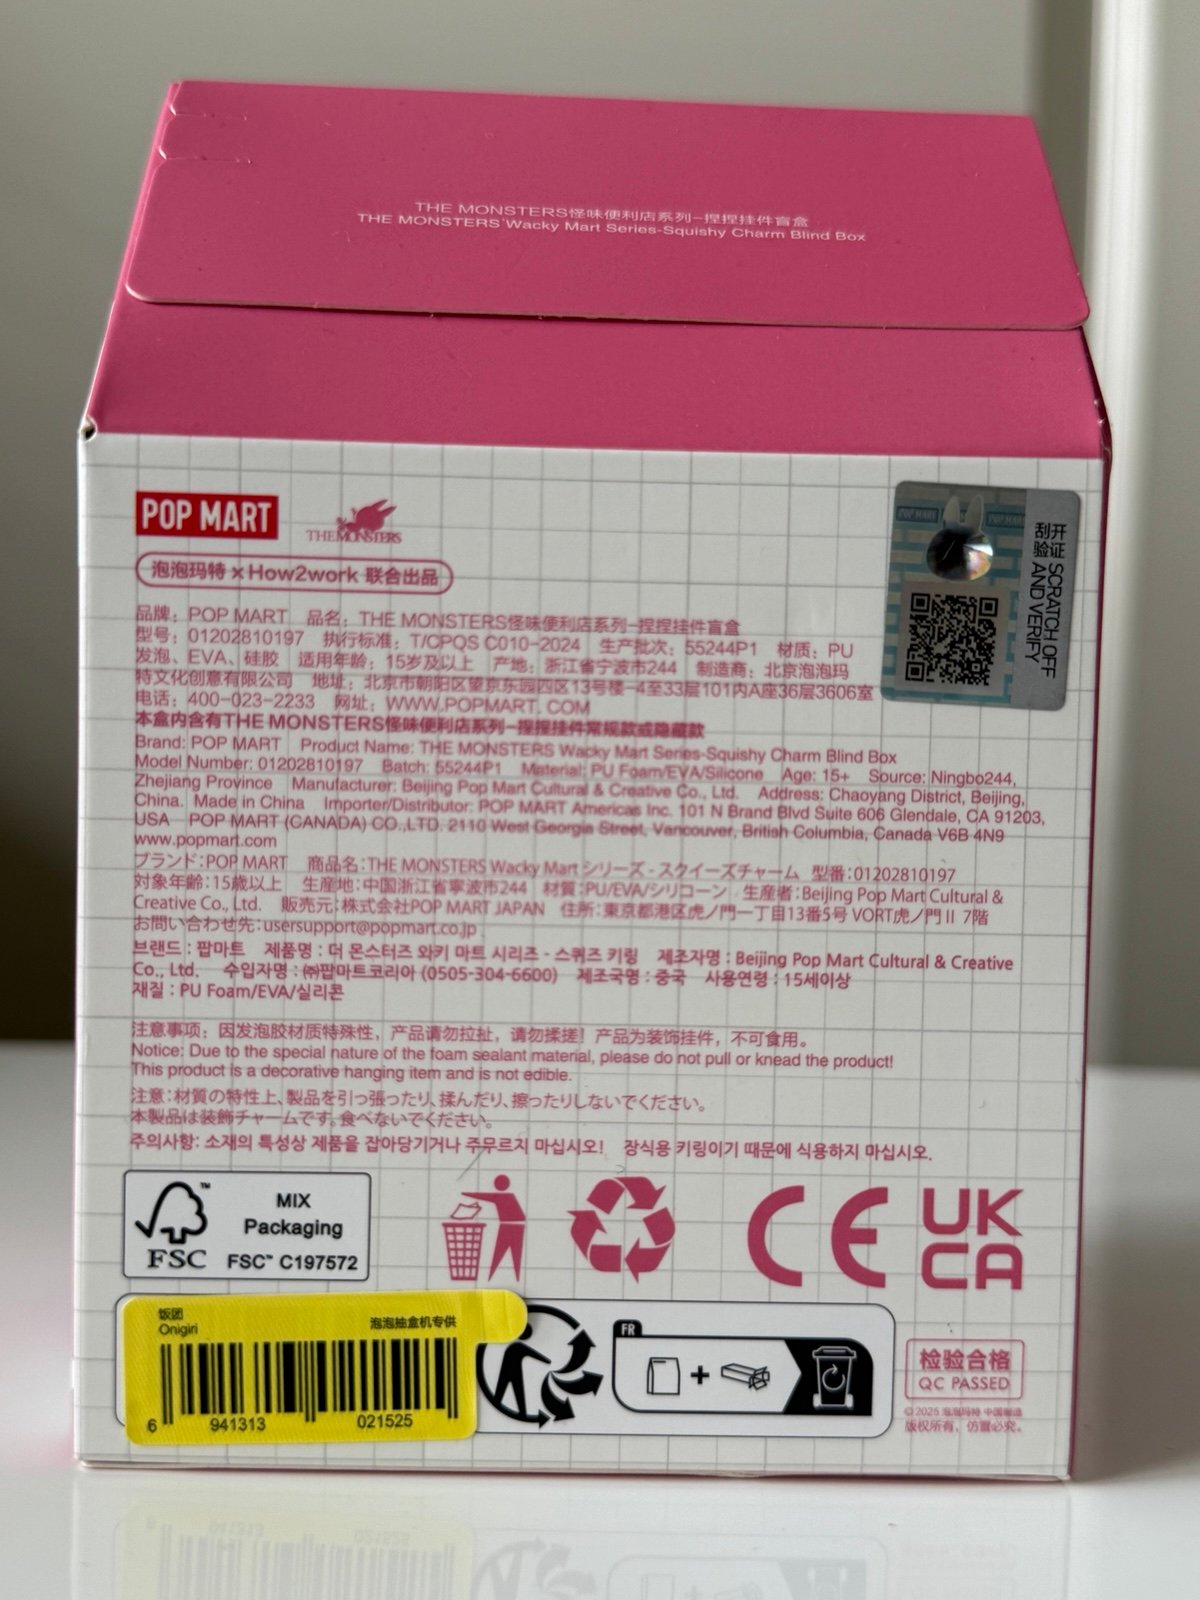 THE MONSTERS怪味便利店系列-捏捏挂件盲盒
THE MONSTERS'Wacky Mart Series-Squishy Charm Blind Box
POP MART
THE MONSTERS
泡泡玛特 x How2work 联合出品
开 证 SCRATCH OFF
刮 验 AND VERIFY
POP MART
品牌：POP MART 品名：THE MONSTERS怪味便利店系列-捏捏挂件盲盒
型号：01202810197 执行标准：T/CPQS C010-2024 生产批次：55244P1 材质：PU
发泡、EVA、硅胶 适用年龄：15岁及以上 产地：浙江省宁波市244 制造商：北京泡泡玛
特文化创意有限公司 地址：北京市朝阳区望京东园四区13号楼-4至33层101内A座36层3606室
电话：400-023-2233 网址：WWW.POPMART. COM
本盒内含有THE MONSTERS怪味便利店系列-捏捏挂件常规款或隐藏款
Brand: POP MART Product Name: THE MONSTERS Wacky Mart Series-Squishy Charm Blind Box
Model Number: 01202810197 Batch: 55244P1 Material: PU Foam/EVA/Silicone Age: 15+ Source: Ningbo244,
Zhejiang Province Manufacturer: Beijing Pop Mart Cultural & Creative Co., Ltd. Address: Chaoyang District, Beijing,
China. Made in China Importer/Distributor: POP MART Americas Inc. 101 N Brand Blvd Suite 606 Glendale, CA 91203,
USA POP MART (CANADA) CO.,LTD. 2110 West Georgia Street, Vancouver, British Columbia, Canada V6B 4N9
www.popmart.com
ブランド：POP MART 商品名：THE MONSTERS Wacky Mart シリーズ - スクイーズチャーム 型番：01202810197
対象年齢：15歳以上 生産地：中国浙江省寧波市244 材質：PU/EVA/シリコーン 生産者：Beijing Pop Mart Cultural &
Creative Co., Ltd. 販売元：株式会社POP MART JAPAN 住所：東京都港区虎ノ門一丁目13番5号 VORT虎ノ門Ⅱ 7階
お問い合わせ先：usersupport@popmart.co.jp
브랜드 : 팝마트 제품명 : 더 몬스터즈 와키 마트 시리즈 - 스퀴즈 키링 제조자명 : Beijing Pop Mart Cultural & Creative
Co., Ltd. 수입자명 : ㈜팝마트코리아 (0505-304-6600) 제조국명 : 중국 사용연령 : 15세이상
재질 : PU Foam/EVA/실리콘
注意事项：因发泡胶材质特殊性，产品请勿拉扯，请勿揉搓！产品为装饰挂件，不可食用。
Notice: Due to the special nature of the foam sealant material, please do not pull or knead the product!
This product is a decorative hanging item and is not edible.
注意：材質の特性上、製品を引っ張ったり、揉んだり、擦ったりしないでください。
本製品は装飾チャームです。食べないでください。
주의사항: 소재의 특성상 제품을 잡아당기거나 주무르지 마십시오! 장식용 키링이기 때문에 식용하지 마십시오.
FSC™
MIX
Packaging
FSC™ C197572
CE
UK
CA
饭团
Onigiri
泡泡抽盒机专供
6 941313 021525
FR
+
检验合格
QC PASSED
©2025 泡泡玛特 中国制造
版权所有，仿冒必究。